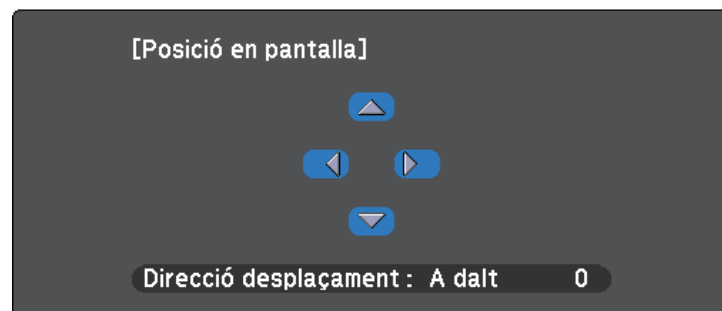 [Posició en pantalla]
Direcció desplaçament : A dalt 0